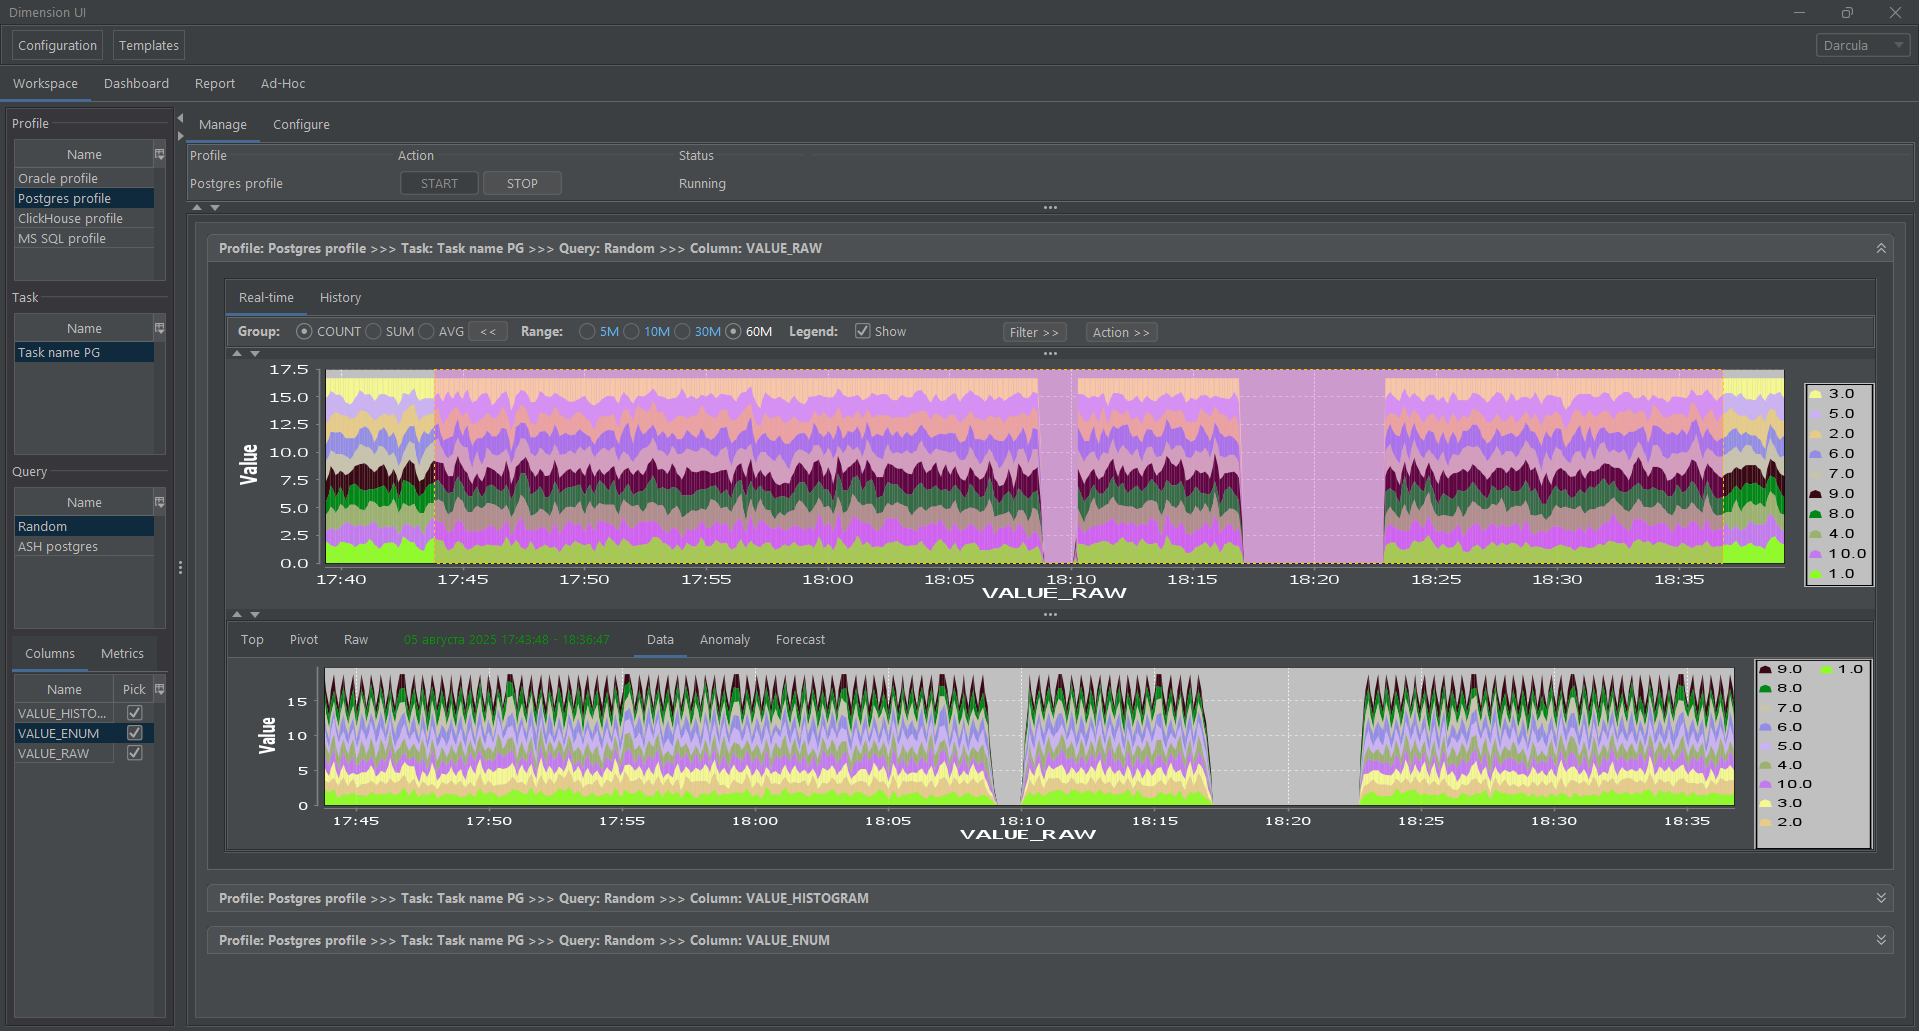 Dimension UI
Configuration Templates Darcula
Workspace Dashboard Report Ad-Hoc
Profile
Name
Oracle profile
Postgres profile
ClickHouse profile
MS SQL profile
Task
Name
Task name PG
Query
Name
Random
ASH postgres
Columns Metrics
Name Pick
VALUE_HISTO...
VALUE_ENUM
VALUE_RAW
Manage Configure
Profile Action Status
Postgres profile START STOP Running
Profile: Postgres profile >>> Task: Task name PG >>> Query: Random >>> Column: VALUE_RAW
Real-time History
Group: COUNT SUM AVG << Range: 5M 10M 30M 60M Legend: Show Filter >> Action >>
Value
17.5
15.0
12.5
10.0
7.5
5.0
2.5
0.0
17:40 17:45 17:50 17:55 18:00 18:05 18:10 18:15 18:20 18:25 18:30 18:35
VALUE_RAW
3.0
5.0
2.0
6.0
7.0
9.0
8.0
4.0
10.0
1.0
Top Pivot Raw 05 августа 2025 17:43:48 - 18:36:47 Data Anomaly Forecast
Value
15
10
5
0
17:45 17:50 17:55 18:00 18:05 18:10 18:15 18:20 18:25 18:30 18:35
VALUE_RAW
9.0 1.0
8.0
7.0
6.0
5.0
4.0
10.0
3.0
2.0
Profile: Postgres profile >>> Task: Task name PG >>> Query: Random >>> Column: VALUE_HISTOGRAM
Profile: Postgres profile >>> Task: Task name PG >>> Query: Random >>> Column: VALUE_ENUM